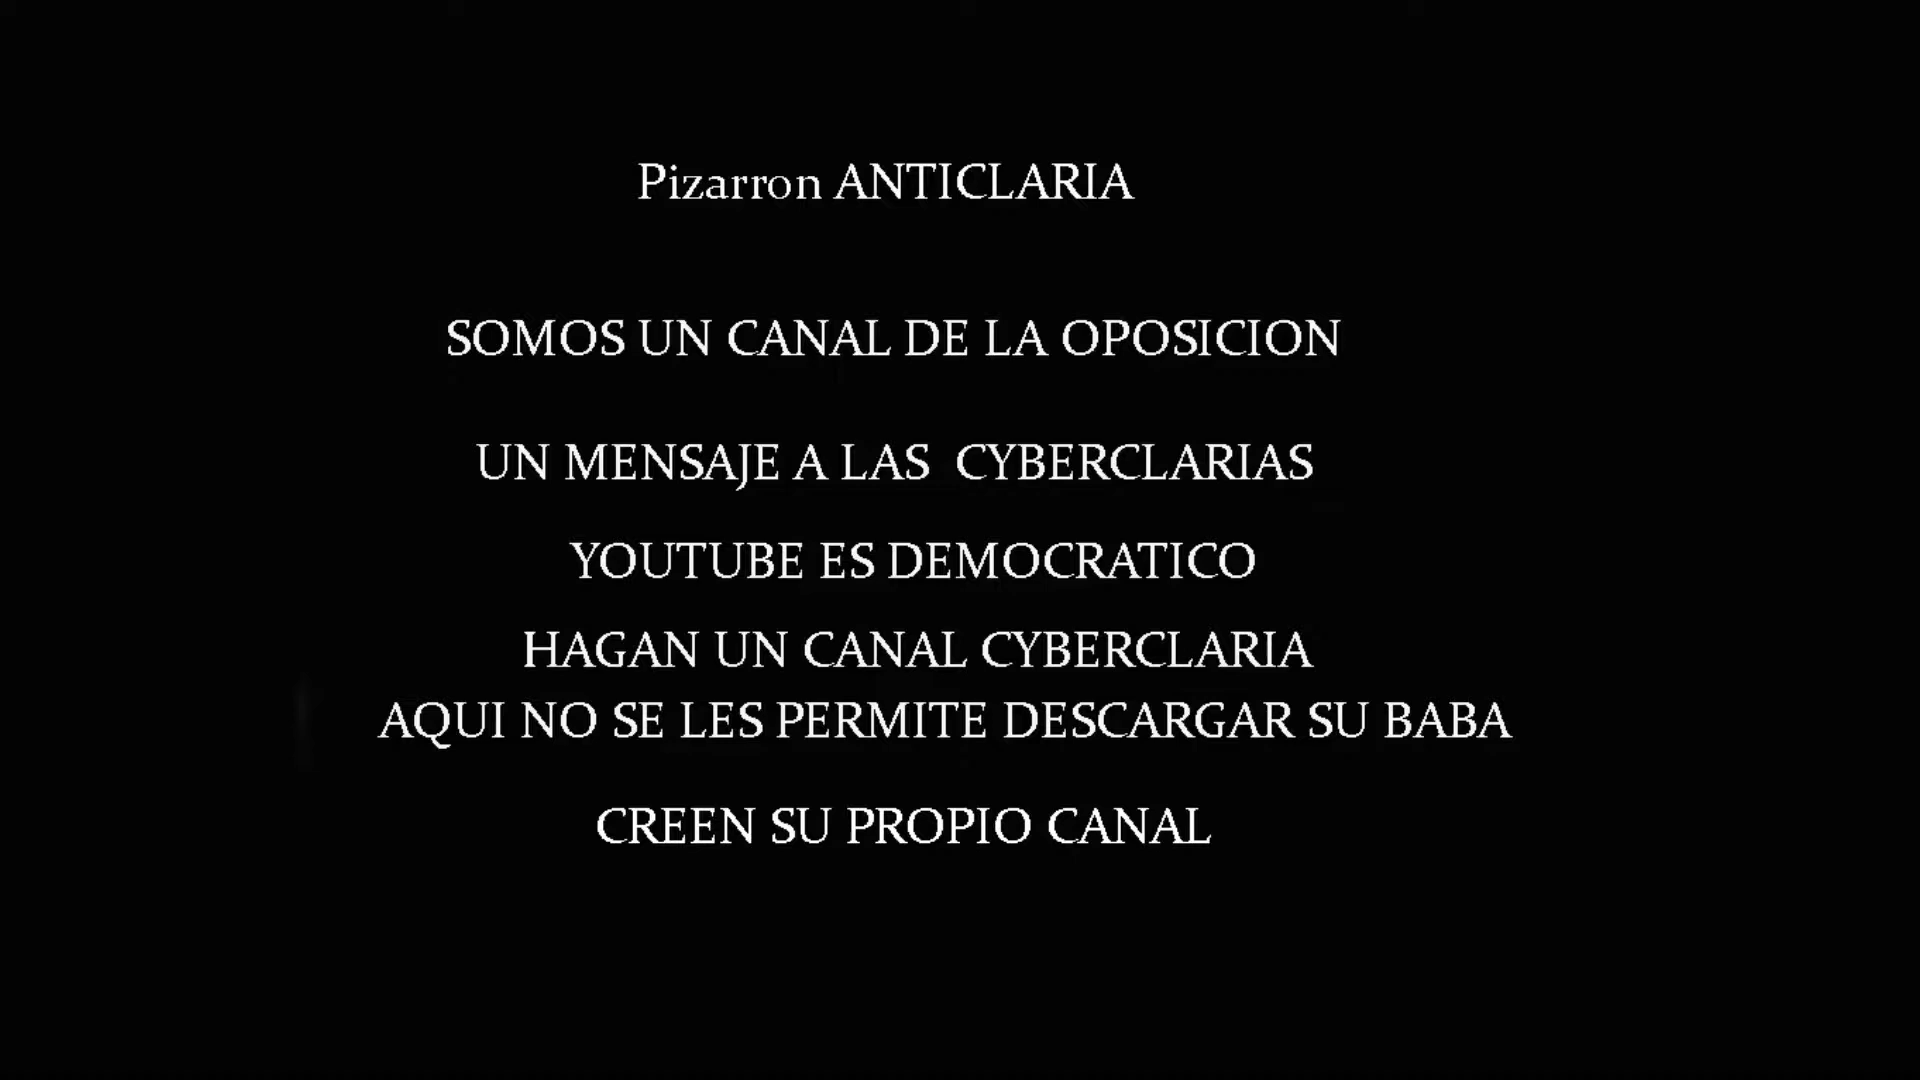 Pizarron ANTICLARIA
SOMOS UN CANAL DE LA OPOSICION
UN MENSAJE A LAS  CYBERCLARIAS
YOUTUBE ES DEMOCRATICO
HAGAN UN CANAL CYBERCLARIA
AQUI NO SE LES PERMITE DESCARGAR SU BABA
CREEN SU PROPIO CANAL